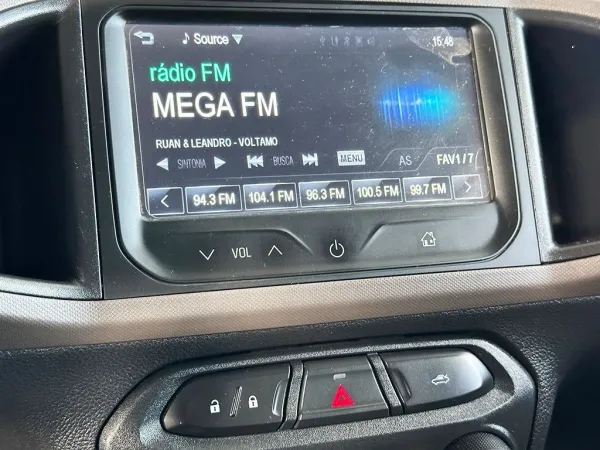 Source
15:48
rádio FM
MEGA FM
RUAN & LEANDRO - VOLTAMO
SINTONIA BUSCA MENU AS FAV1/7
94.3 FM 104.1 FM 96.3 FM 100.5 FM 99.7 FM
VOL